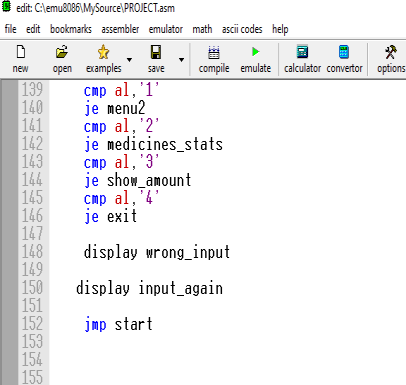 edit: C:\emu8086\MySource\PROJECT.asm
file edit bookmarks assembler emulator math ascii codes help
new open examples save compile emulate calculator convertor options
139 cmp al,'1'
140 je menu2
141 cmp al,'2'
142 je medicines_stats
143 cmp al,'3'
144 je show_amount
145 cmp al,'4'
146 je exit
147
148 display wrong_input
149
150 display input_again
151
152 jmp start
153
154
155